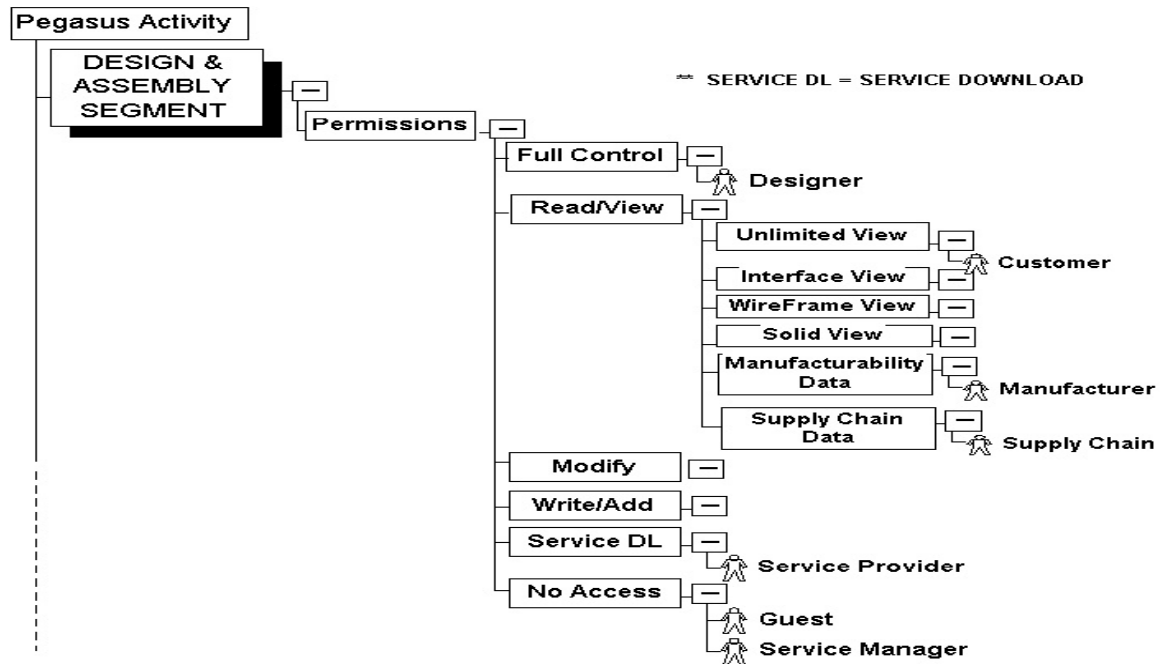 Pegasus Activity
DESIGN &
ASSEMBLY
SEGMENT
** SERVICE DL = SERVICE DOWNLOAD
Permissions
Full Control
Designer
Read/View
Unlimited View
Customer
Interface View
WireFrame View
Solid View
Manufacturability
Data
Manufacturer
Supply Chain
Data
Supply Chain
Modify
Write/Add
Service DL
Service Provider
No Access
Guest
Service Manager